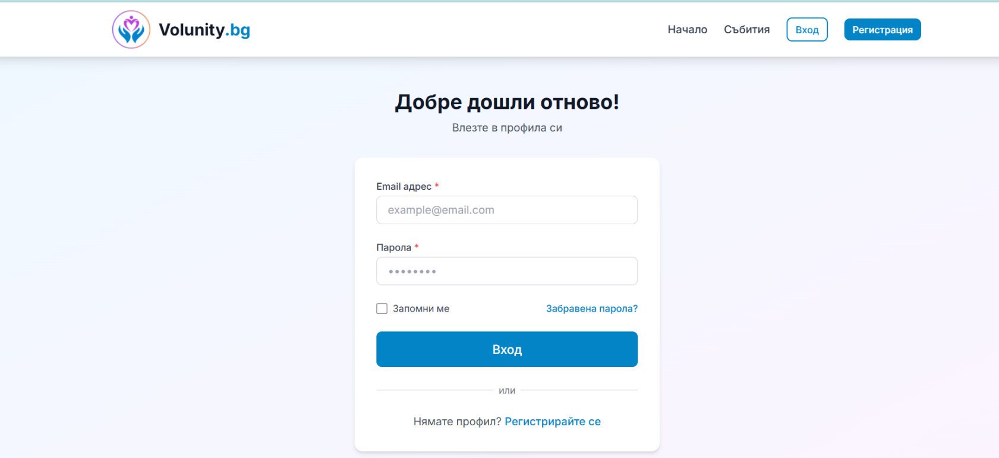 Volunity.bg
Начало Събития Вход Регистрация
Добре дошли отново!
Влезте в профила си
Email адрес *
example@email.com
Парола *
••••••••
Запомни ме Забравена парола?
Вход
или
Нямате профил? Регистрирайте се